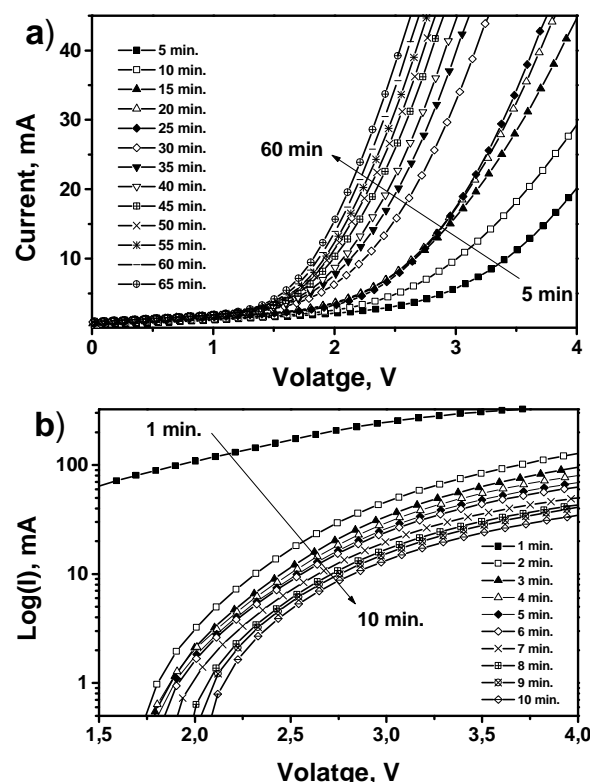 a)
Current, mA
40
30
20
10
5 min.
10 min.
15 min.
20 min.
25 min.
30 min.
35 min.
40 min.
45 min.
50 min.
55 min.
60 min.
65 min.
60 min
5 min
0 1 2 3 4
Volatge, V
b)
Log(I), mA
100
10
1
1 min.
10 min.
1 min.
2 min.
3 min.
4 min.
5 min.
6 min.
7 min.
8 min.
9 min.
10 min.
1,5 2,0 2,5 3,0 3,5 4,0
Volatge, V